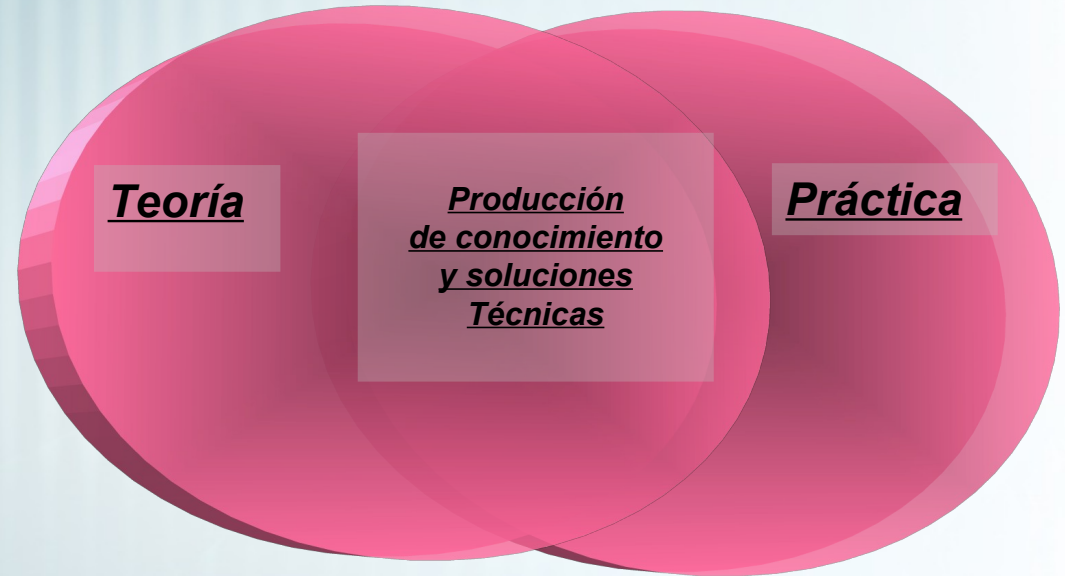 Teoría
Producción
de conocimiento
y soluciones
Técnicas
Práctica